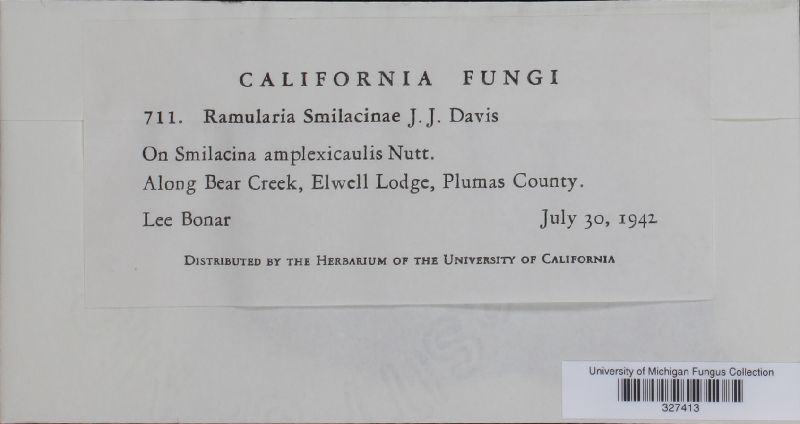 CALIFORNIA FUNGI
711. Ramularia Smilacinae J. J. Davis
On Smilacina amplexicaulis Nutt.
Along Bear Creek, Elwell Lodge, Plumas County.
Lee Bonar July 30, 1942
DISTRIBUTED BY THE HERBARIUM OF THE UNIVERSITY OF CALIFORNIA
University of Michigan Fungus Collection
327413